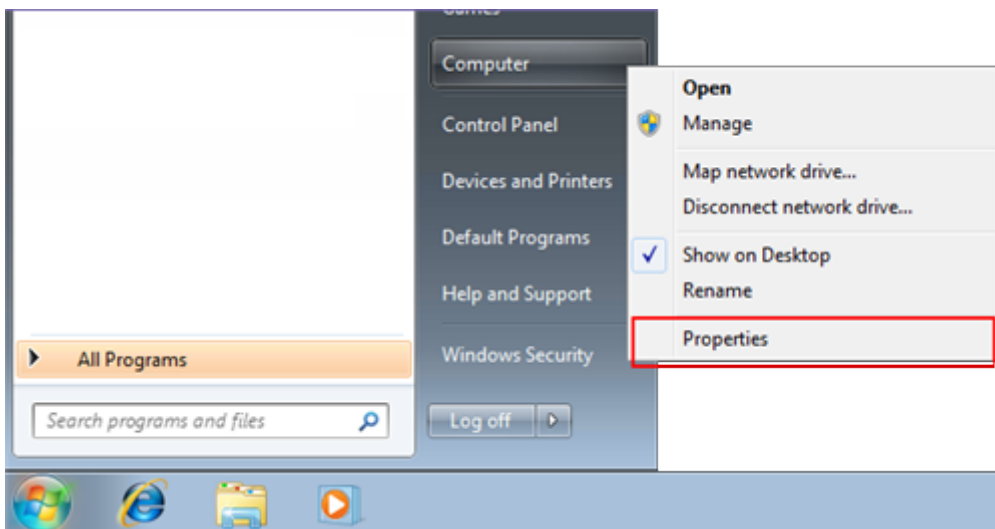 Games
Computer
Control Panel
Devices and Printers
Default Programs
Help and Support
Windows Security
Log off
All Programs
Search programs and files
Open
Manage
Map network drive...
Disconnect network drive...
Show on Desktop
Rename
Properties